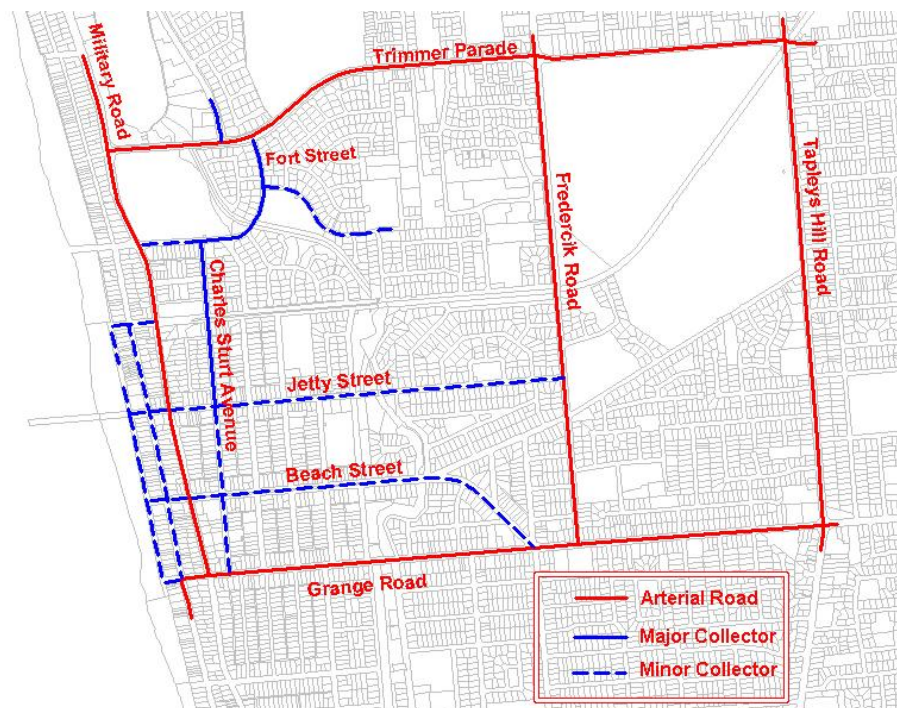 Military Road
Trimmer Parade
Fort Street
Fredercik Road
Tapleys Hill Road
Charles Sturt Avenue
Jetty Street
Beach Street
Grange Road
Arterial Road
Major Collector
Minor Collector